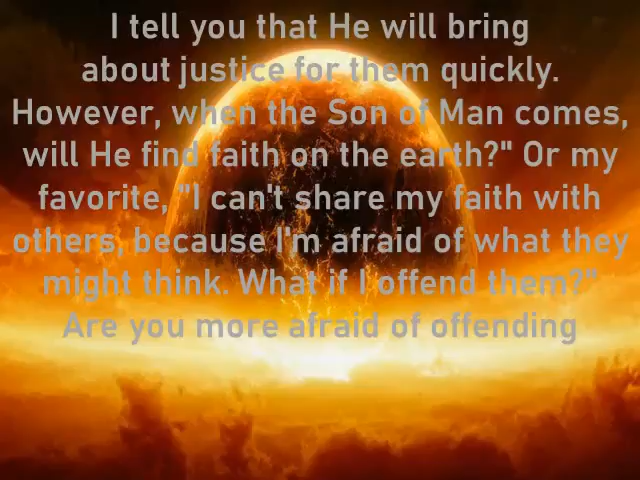 I tell you that He will bring
about justice for them quickly.
However, when the Son of Man comes,
will He find faith on the earth?" Or my
favorite, "I can't share my faith with
others, because I'm afraid of what they
might think. What if I offend them?"
Are you more afraid of offending